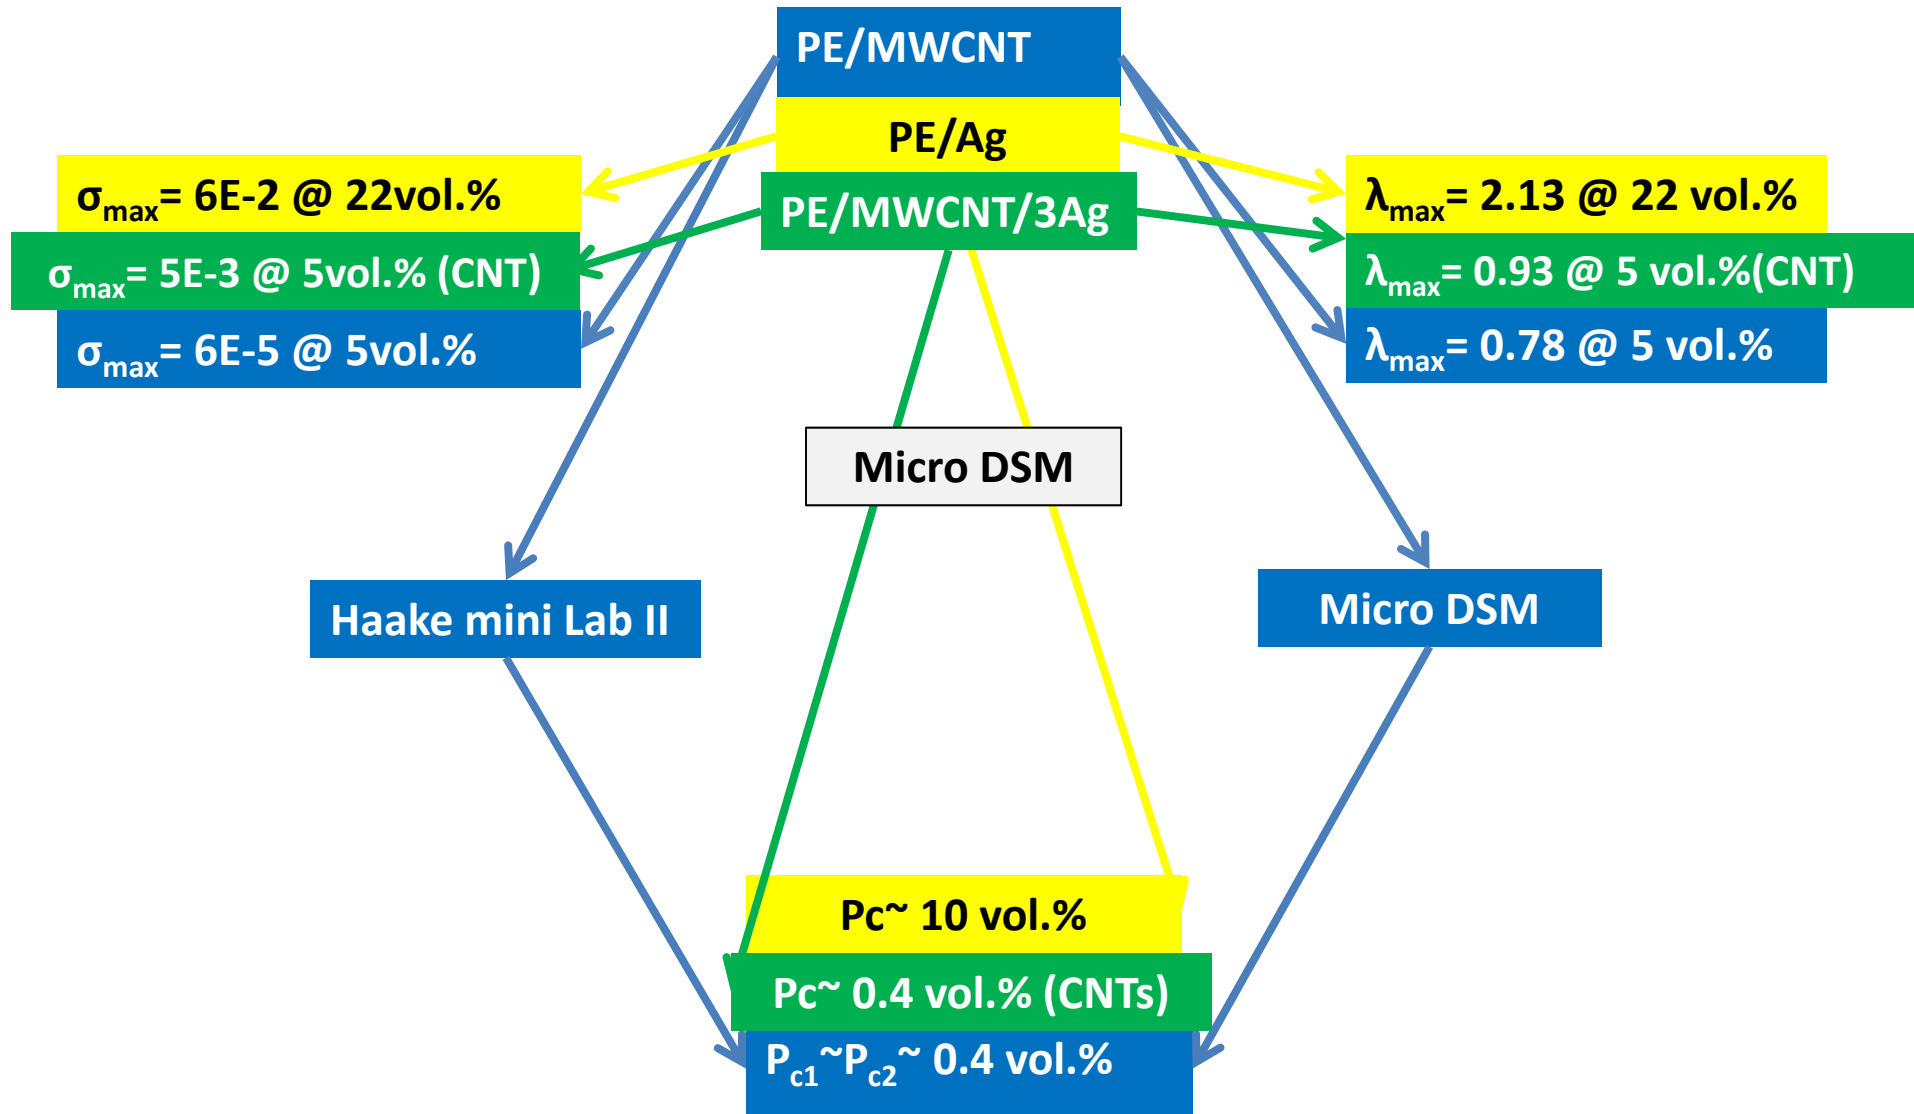 PE/MWCNT
PE/Ag
PE/MWCNT/3Ag
σmax= 6E-2 @ 22vol.%
σmax= 5E-3 @ 5vol.% (CNT)
σmax= 6E-5 @ 5vol.%
λmax= 2.13 @ 22 vol.%
λmax= 0.93 @ 5 vol.%(CNT)
λmax= 0.78 @ 5 vol.%
Micro DSM
Haake mini Lab II
Micro DSM
Pc~ 10 vol.%
Pc~ 0.4 vol.% (CNTs)
Pc1~Pc2~ 0.4 vol.%